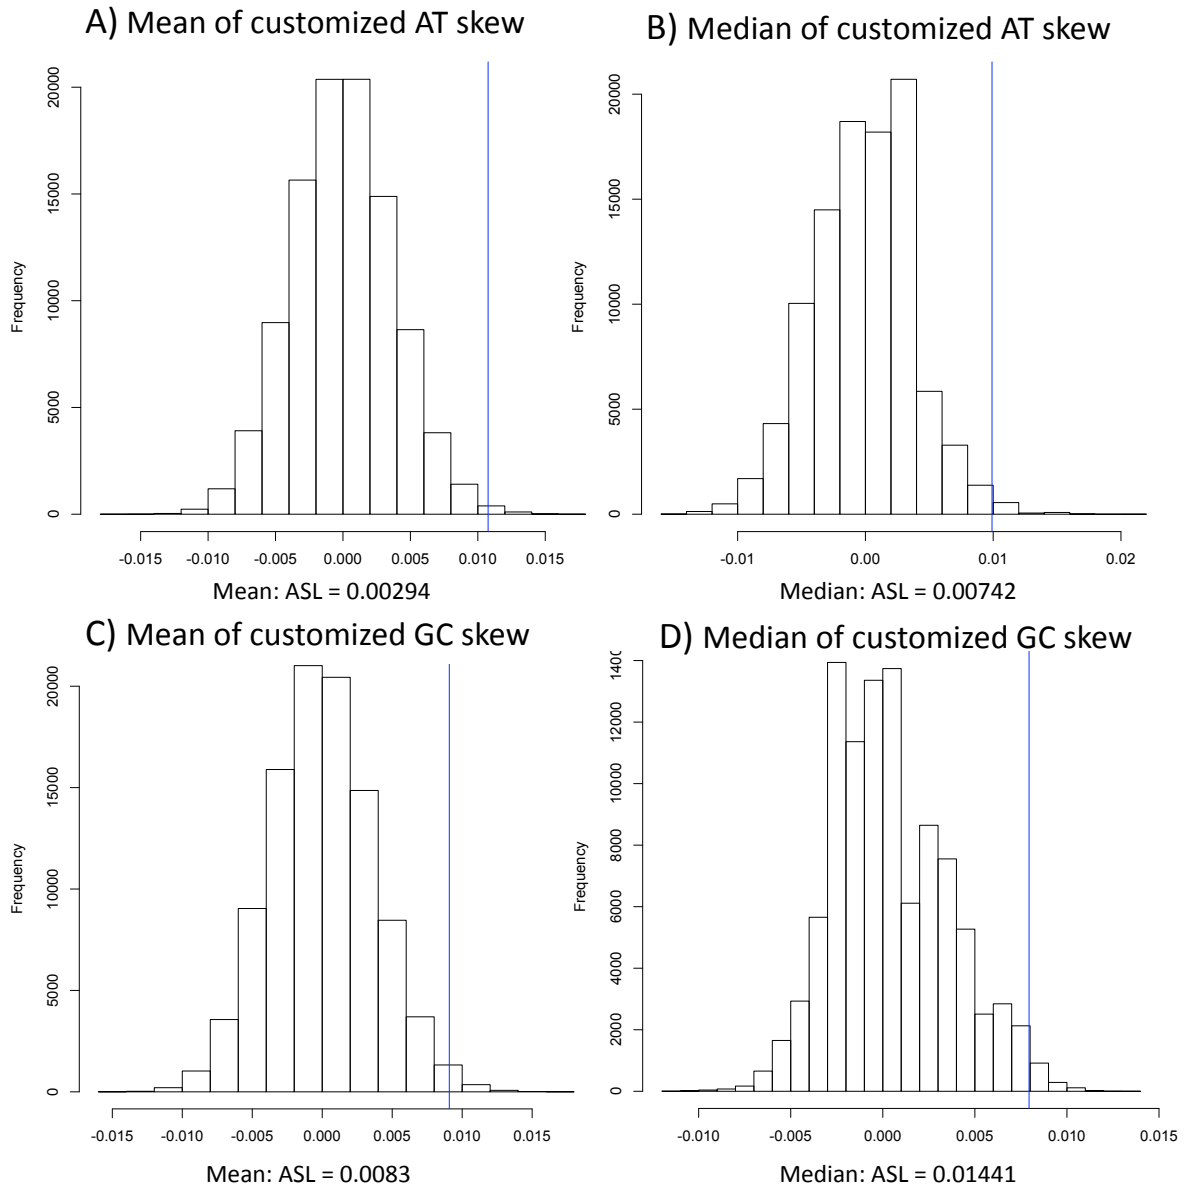 A) Mean of customized AT skew
Frequency
0
5000
10000
15000
20000
-0.015 -0.010 -0.005 0.000 0.005 0.010 0.015
Mean: ASL = 0.00294
B) Median of customized AT skew
Frequency
0
5000
10000
15000
20000
-0.01 0.00 0.01 0.02
Median: ASL = 0.00742
C) Mean of customized GC skew
Frequency
0
5000
10000
15000
20000
-0.015 -0.010 -0.005 0.000 0.005 0.010 0.015
Mean: ASL = 0.0083
D) Median of customized GC skew
Frequency
0
2000
4000
6000
8000
10000
12000
-0.010 -0.005 0.000 0.005 0.010 0.015
Median: ASL = 0.01441